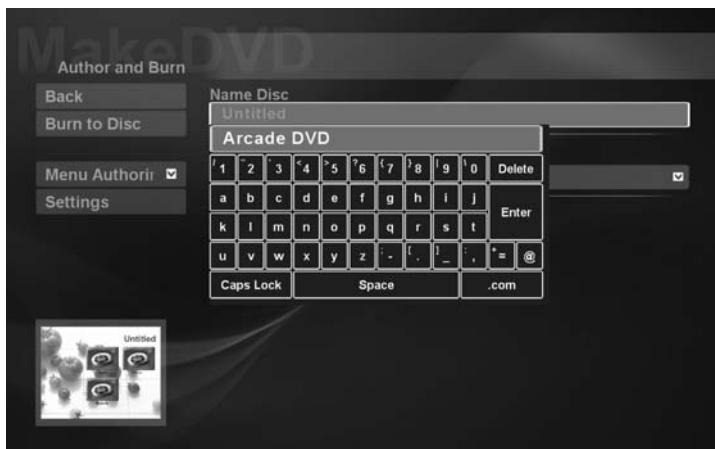 MakeDVD
Author and Burn
Back
Burn to Disc
Menu Authorir
Settings
Name Disc
Untitled
Arcade DVD
/ 1 ~ 2 ' 3 < 4 > 5 ? 6 { 7 } 8 | 9 \ 0 Delete
a b c d e f g h i j
Enter
k l m n o p q r s t
u v w x y z ; - [ . ] _ : , * = @
Caps Lock Space .com
Untitled